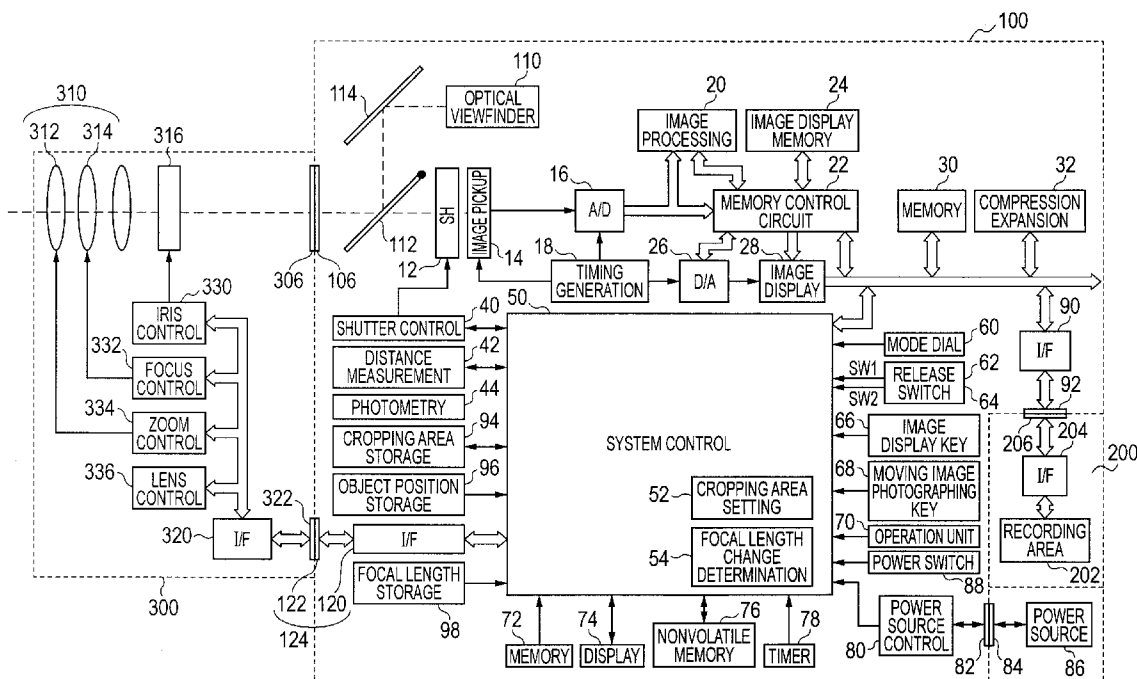 100
110
OPTICAL
VIEWFINDER
114
20
IMAGE
PROCESSING
24
IMAGE DISPLAY
MEMORY
310
312
314
316
16
A/D
22
MEMORY CONTROL
CIRCUIT
30
MEMORY
32
COMPRESSION
EXPANSION
SH
IMAGE PICKUP
112
12
14
18
TIMING
GENERATION
26
D/A
28
IMAGE
DISPLAY
306
106
330
IRIS
CONTROL
332
FOCUS
CONTROL
334
ZOOM
CONTROL
336
LENS
CONTROL
322
320
I/F
300
40
SHUTTER CONTROL
42
DISTANCE
MEASUREMENT
44
PHOTOMETRY
94
CROPPING AREA
STORAGE
96
OBJECT POSITION
STORAGE
I/F
122
120
124
FOCAL LENGTH
STORAGE
98
50
SYSTEM CONTROL
52
CROPPING AREA
SETTING
54
FOCAL LENGTH
CHANGE
DETERMINATION
60
MODE DIAL
SW1
SW2
62
RELEASE
SWITCH
64
66
IMAGE
DISPLAY KEY
68
MOVING IMAGE
PHOTOGRAPHING
KEY
70
OPERATION UNIT
POWER SWITCH
88
90
I/F
92
206
204
200
I/F
RECORDING
AREA
202
72
MEMORY
74
DISPLAY
76
NONVOLATILE
MEMORY
78
TIMER
80
POWER
SOURCE
CONTROL
82
84
POWER
SOURCE
86